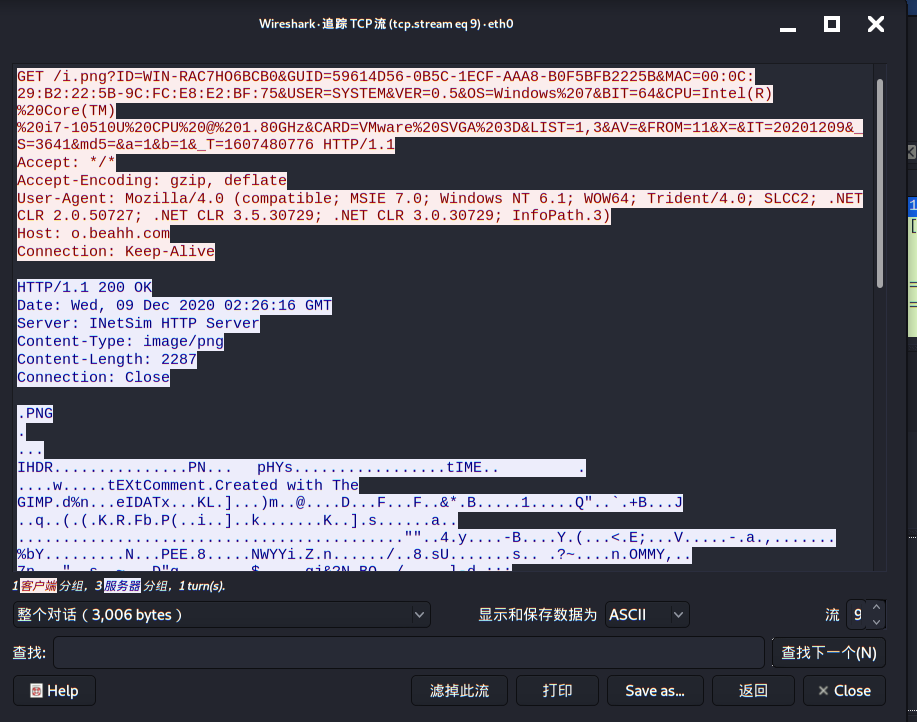 Wireshark · 追踪 TCP 流 (tcp.stream eq 9) · eth0
GET /i.png?ID=WIN-RAC7HO6BCB0&GUID=59614D56-0B5C-1ECF-AAA8-B0F5BFB2225B&MAC=00:0C:
29:B2:22:5B-9C:FC:E8:E2:BF:75&USER=SYSTEM&VER=0.5&OS=Windows%207&BIT=64&CPU=Intel(R)
%20Core(TM)
%20i7-10510U%20CPU%20@%201.80GHz&CARD=VMware%20SVGA%203D&LIST=1,3&AV=&FROM=11&X=&IT=20201209&_
S=3641&md5=&a=1&b=1&_T=1607480776 HTTP/1.1
Accept: */*
Accept-Encoding: gzip, deflate
User-Agent: Mozilla/4.0 (compatible; MSIE 7.0; Windows NT 6.1; WOW64; Trident/4.0; SLCC2; .NET
CLR 2.0.50727; .NET CLR 3.5.30729; .NET CLR 3.0.30729; InfoPath.3)
Host: o.beahh.com
Connection: Keep-Alive
HTTP/1.1 200 OK
Date: Wed, 09 Dec 2020 02:26:16 GMT
Server: INetSim HTTP Server
Content-Type: image/png
Content-Length: 2287
Connection: Close
.PNG
.
...
IHDR...............PN...   pHYs.................tIME..         .
....w.....tEXtComment.Created with The
GIMP.d%n...eIDATx...KL.]...)m..@....D...F...F..&*.B.....1.....Q"..`.+B...J
..q..(.(.K.R.Fb.P(..i..]..k.......K..].s......a..
...........................................""..4.y....-B....Y.(...<.E;...V.....-.a.,.......
%bY.........N...PEE.8.....NWYYi.Z.n....../..8.sU.......s.. .?~....n.OMMY,..
1 客户端 分组, 3 服务器 分组, 1 turn(s).
整个对话 (3,006 bytes)
显示和保存数据为 ASCII
流 9
查找:
查找下一个(N)
Help
滤掉此流
打印
Save as...
返回
Close